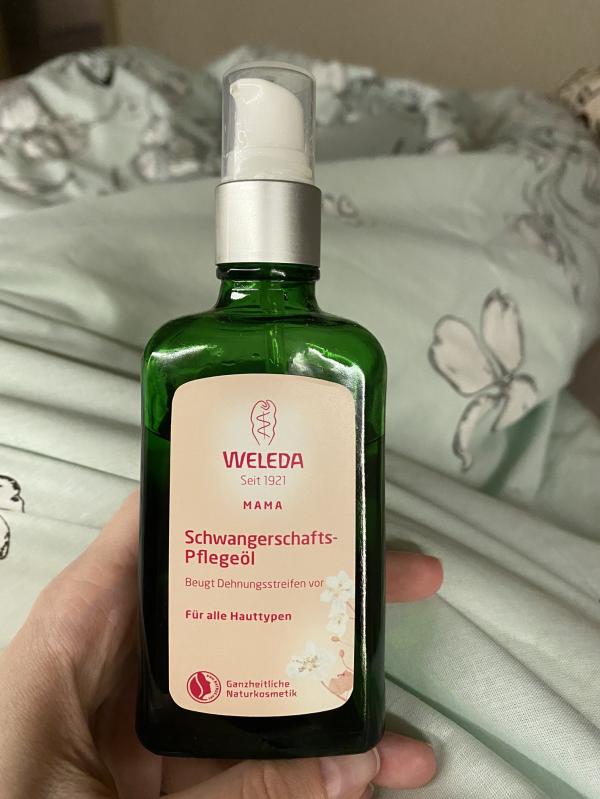 WELEDA
Seit 1921
MAMA
Schwangerschafts-
Pflegeöl
Beugt Dehnungsstreifen vor
Für alle Hauttypen
Ganzheitliche
Naturkosmetik